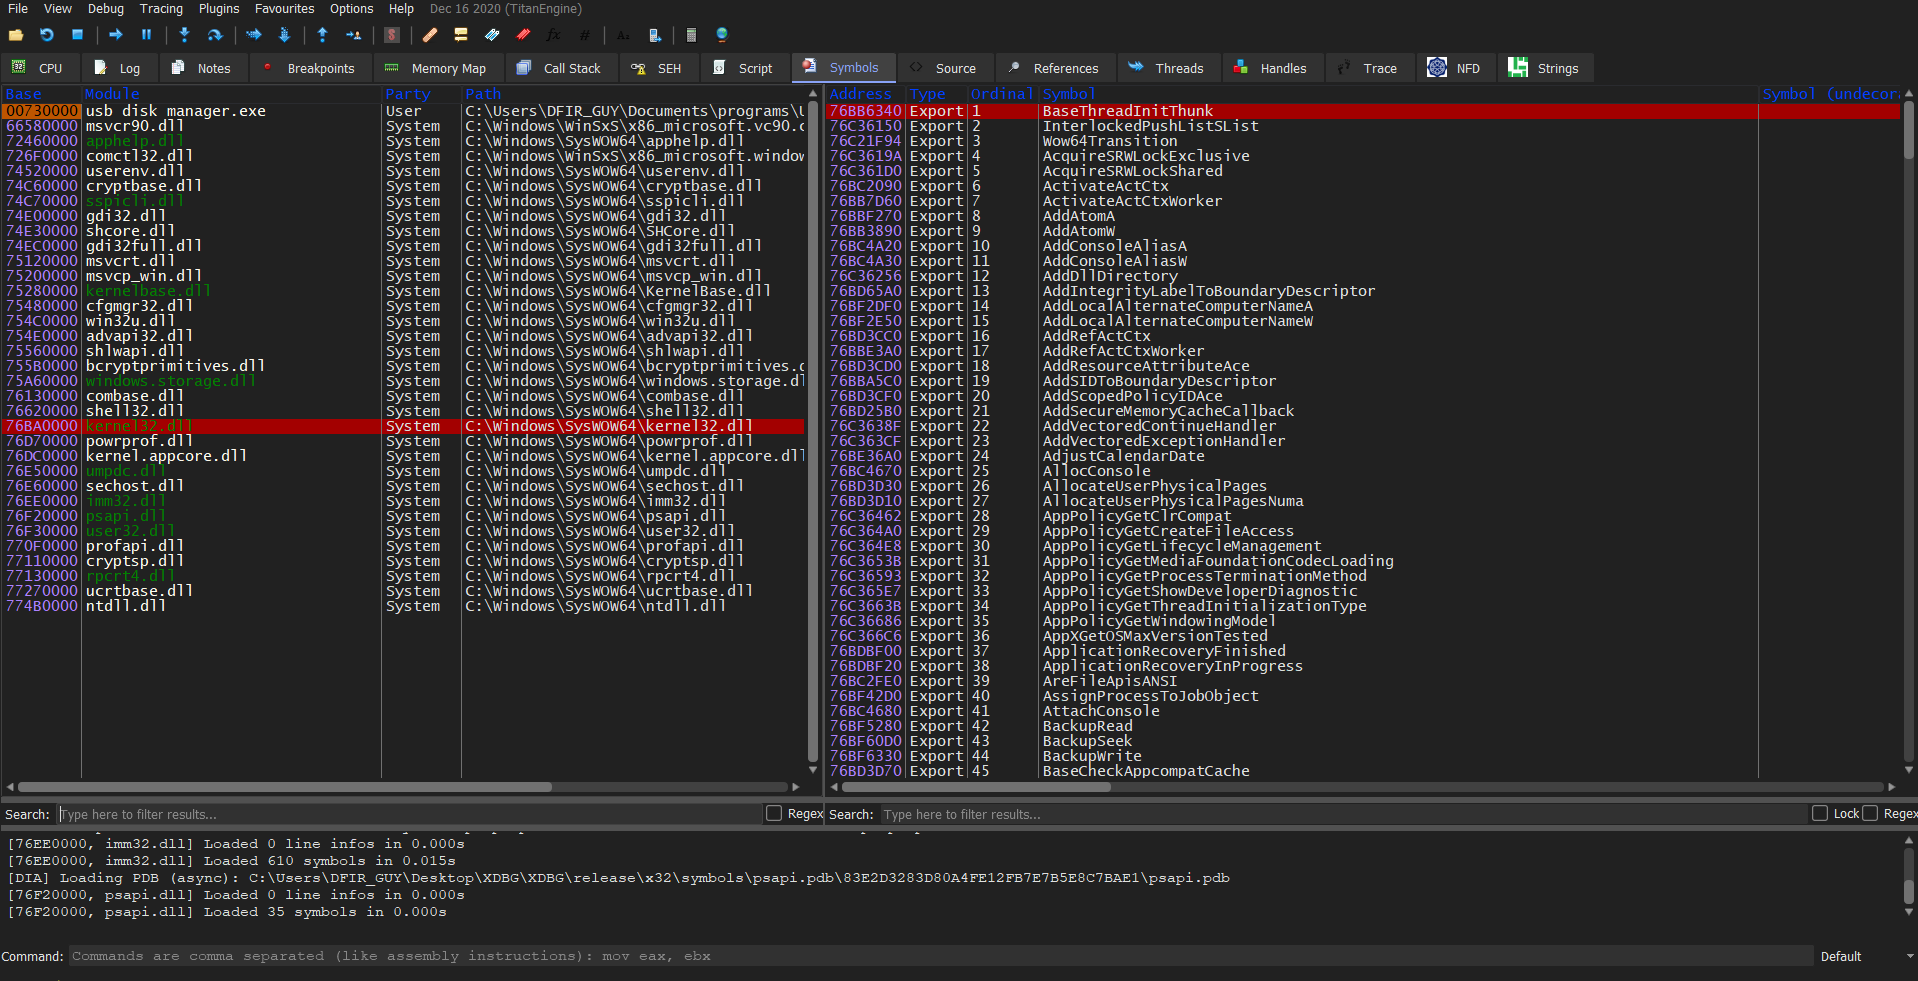 File View Debug Tracing Plugins Favourites Options Help Dec 16 2020 (TitanEngine)
CPU Log Notes Breakpoints Memory Map Call Stack SEH Script Symbols Source References Threads Handles Trace NFD Strings
Base Module Party Path
00730000 usb disk manager.exe User C:\Users\DFIR_GUY\Documents\programs\
66580000 msvcr90.dll System C:\Windows\WinSxS\x86_microsoft.vc90.
72460000 apphelp.dll System C:\Windows\SysWOW64\apphelp.dll
726F0000 comctl32.dll System C:\Windows\WinSxS\x86_microsoft.window
74520000 userenv.dll System C:\Windows\SysWOW64\userenv.dll
74C60000 cryptbase.dll System C:\Windows\SysWOW64\cryptbase.dll
74C70000 sspicli.dll System C:\Windows\SysWOW64\sspicli.dll
74E00000 gdi32.dll System C:\Windows\SysWOW64\gdi32.dll
74E30000 shcore.dll System C:\Windows\SysWOW64\SHCore.dll
74EC0000 gdi32full.dll System C:\Windows\SysWOW64\gdi32full.dll
75120000 msvcrt.dll System C:\Windows\SysWOW64\msvcrt.dll
75200000 msvcp_win.dll System C:\Windows\SysWOW64\msvcp_win.dll
75280000 kernelbase.dll System C:\Windows\SysWOW64\KernelBase.dll
75480000 cfgmgr32.dll System C:\Windows\SysWOW64\cfgmgr32.dll
754C0000 win32u.dll System C:\Windows\SysWOW64\win32u.dll
754E0000 advapi32.dll System C:\Windows\SysWOW64\advapi32.dll
75560000 shlwapi.dll System C:\Windows\SysWOW64\shlwapi.dll
755B0000 bcryptprimitives.dll System C:\Windows\SysWOW64\bcryptprimitives.
75A60000 windows.storage.dll System C:\Windows\SysWOW64\windows.storage.dl
76130000 combase.dll System C:\Windows\SysWOW64\combase.dll
76620000 shell32.dll System C:\Windows\SysWOW64\shell32.dll
76BA0000 kernel32.dll System C:\Windows\SysWOW64\kernel32.dll
76D70000 powrprof.dll System C:\Windows\SysWOW64\powrprof.dll
76DC0000 kernel.appcore.dll System C:\Windows\SysWOW64\kernel.appcore.dll
76E50000 umpdc.dll System C:\Windows\SysWOW64\umpdc.dll
76E60000 sechost.dll System C:\Windows\SysWOW64\sechost.dll
76EE0000 imm32.dll System C:\Windows\SysWOW64\imm32.dll
76F20000 psapi.dll System C:\Windows\SysWOW64\psapi.dll
76F30000 user32.dll System C:\Windows\SysWOW64\user32.dll
770F0000 profapi.dll System C:\Windows\SysWOW64\profapi.dll
77110000 cryptsp.dll System C:\Windows\SysWOW64\cryptsp.dll
77130000 rpcrt4.dll System C:\Windows\SysWOW64\rpcrt4.dll
77270000 ucrtbase.dll System C:\Windows\SysWOW64\ucrtbase.dll
774B0000 ntdll.dll System C:\Windows\SysWOW64\ntdll.dll
Search: Type here to filter results... Regex
Address Type Ordinal Symbol Symbol (undecor
76BB6340 Export 1 BaseThreadInitThunk
76C36150 Export 2 InterlockedPushListSList
76C21F94 Export 3 Wow64Transition
76C3619A Export 4 AcquireSRWLockExclusive
76C361D0 Export 5 AcquireSRWLockShared
76BC2090 Export 6 ActivateActCtx
76BB7D60 Export 7 ActivateActCtxWorker
76BBF270 Export 8 AddAtomA
76BB3890 Export 9 AddAtomW
76BC4A20 Export 10 AddConsoleAliasA
76BC4A30 Export 11 AddConsoleAliasW
76C36256 Export 12 AddDllDirectory
76BD65A0 Export 13 AddIntegrityLabelToBoundaryDescriptor
76BF2DF0 Export 14 AddLocalAlternateComputerNameA
76BF2E50 Export 15 AddLocalAlternateComputerNameW
76BD3CC0 Export 16 AddRefActCtx
76BBE3A0 Export 17 AddRefActCtxWorker
76BD3CD0 Export 18 AddResourceAttributeAce
76BBA5C0 Export 19 AddSIDToBoundaryDescriptor
76BD3CF0 Export 20 AddScopedPolicyIDAce
76BD25B0 Export 21 AddSecureMemoryCacheCallback
76C3638F Export 22 AddVectoredContinueHandler
76C363CF Export 23 AddVectoredExceptionHandler
76BE36A0 Export 24 AdjustCalendarDate
76BC4670 Export 25 AllocConsole
76BD3D30 Export 26 AllocateUserPhysicalPages
76BD3D10 Export 27 AllocateUserPhysicalPagesNuma
76C36462 Export 28 AppPolicyGetClrCompat
76C364A0 Export 29 AppPolicyGetCreateFileAccess
76C364E8 Export 30 AppPolicyGetLifecycleManagement
76C3653B Export 31 AppPolicyGetMediaFoundationCodecLoading
76C36593 Export 32 AppPolicyGetProcessTerminationMethod
76C365E7 Export 33 AppPolicyGetShowDeveloperDiagnostic
76C3663B Export 34 AppPolicyGetThreadInitializationType
76C36686 Export 35 AppPolicyGetWindowingModel
76C366C6 Export 36 AppXGetOSMaxVersionTested
76BDBF00 Export 37 ApplicationRecoveryFinished
76BDBF20 Export 38 ApplicationRecoveryInProgress
76BC2FE0 Export 39 AreFileApisANSI
76BF42D0 Export 40 AssignProcessToJobObject
76BC4680 Export 41 AttachConsole
76BF5280 Export 42 BackupRead
76BF60D0 Export 43 BackupSeek
76BF6330 Export 44 BackupWrite
76BD3D70 Export 45 BaseCheckAppcompatCache
Search: Type here to filter results... Lock Regex
[76EE0000, imm32.dll] Loaded 0 line infos in 0.000s
[76EE0000, imm32.dll] Loaded 610 symbols in 0.015s
[DIA] Loading PDB (async): C:\Users\DFIR_GUY\Desktop\XDBG\XDBG\release\x32\symbols\psapi.pdb\83E2D3283D80A4FE12FB7E7B5E8C7BAE1\psapi.pdb
[76F20000, psapi.dll] Loaded 0 line infos in 0.000s
[76F20000, psapi.dll] Loaded 35 symbols in 0.000s
Command: Commands are comma separated (like assembly instructions): mov eax, ebx Default